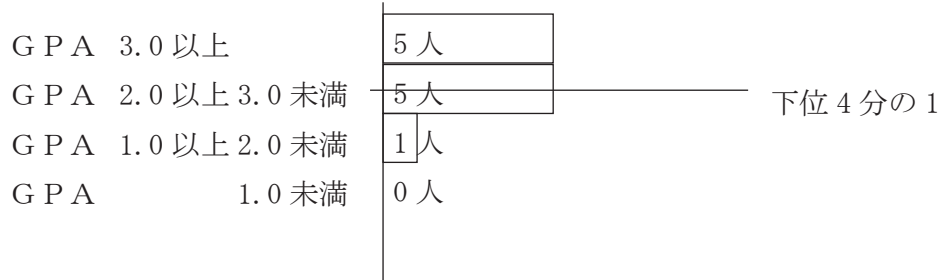 ＧＰＡ 3.0以上 5人
ＧＰＡ 2.0以上3.0未満 5人 下位4分の1
ＧＰＡ 1.0以上2.0未満 1人
ＧＰＡ 1.0未満 0人